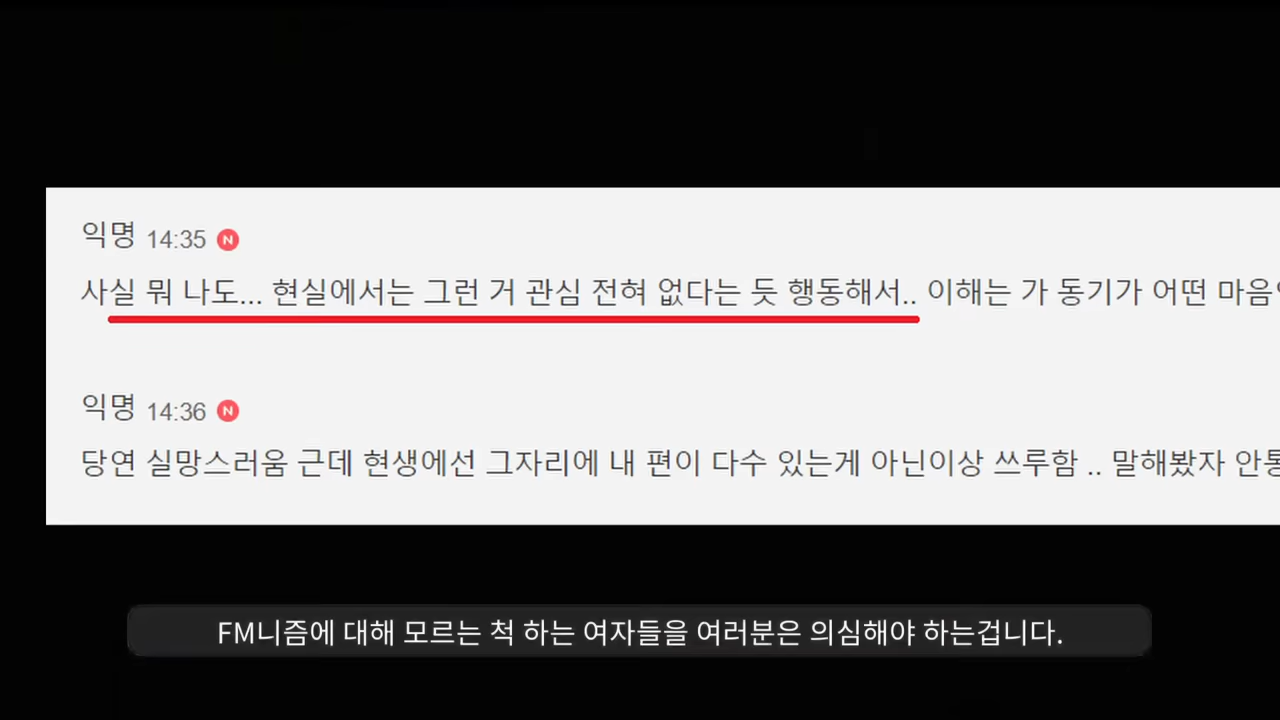 익명 14:35 N
사실 뭐 나도... 현실에서는 그런 거 관심 전혀 없다는 듯 행동해서.. 이해는 가 동기가 어떤 마음
익명 14:36 N
당연 실망스러움 근데 현생에선 그자리에 내 편이 다수 있는게 아닌이상 쓰루함 .. 말해봤자 안통
FM니즘에 대해 모르는 척 하는 여자들을 여러분은 의심해야 하는겁니다.